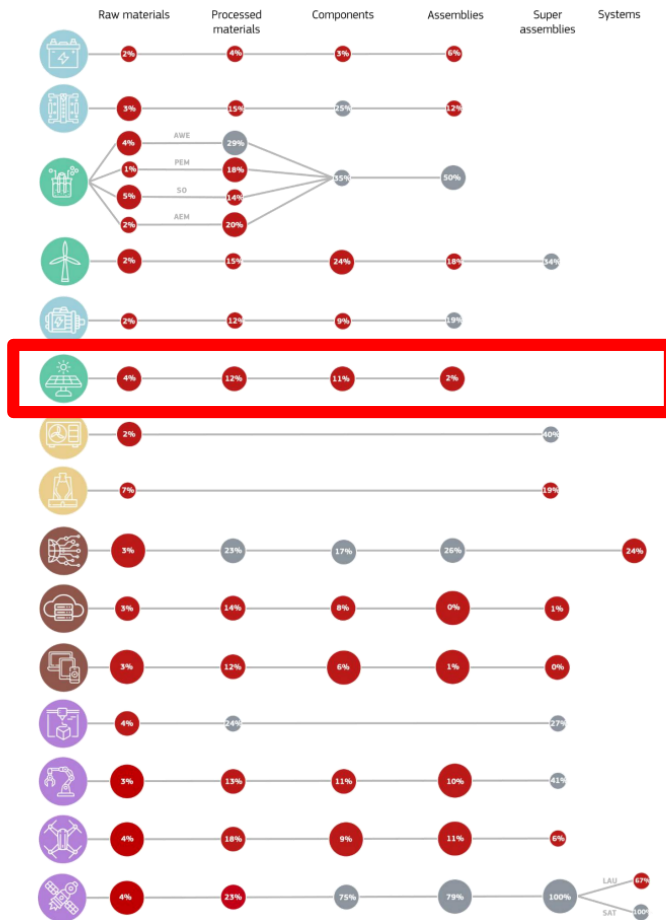 Raw materials Processed materials Components Assemblies Super assemblies Systems
2% 4% 3% 6%
3% 15% 25% 12%
4% AWE 29%
1% PEM 18%
35% 50%
5% SO 14%
2% AEM 20%
2% 15% 24% 18% 34%
2% 12% 9% 19%
4% 12% 11% 2%
2% 40%
7% 19%
3% 23% 17% 26% 24%
3% 14% 8% 0% 1%
3% 12% 6% 1% 0%
4% 24% 27%
3% 13% 11% 10% 41%
4% 18% 9% 11% 6%
LAU 67%
4% 23% 75% 79% 100%
SAT 100%